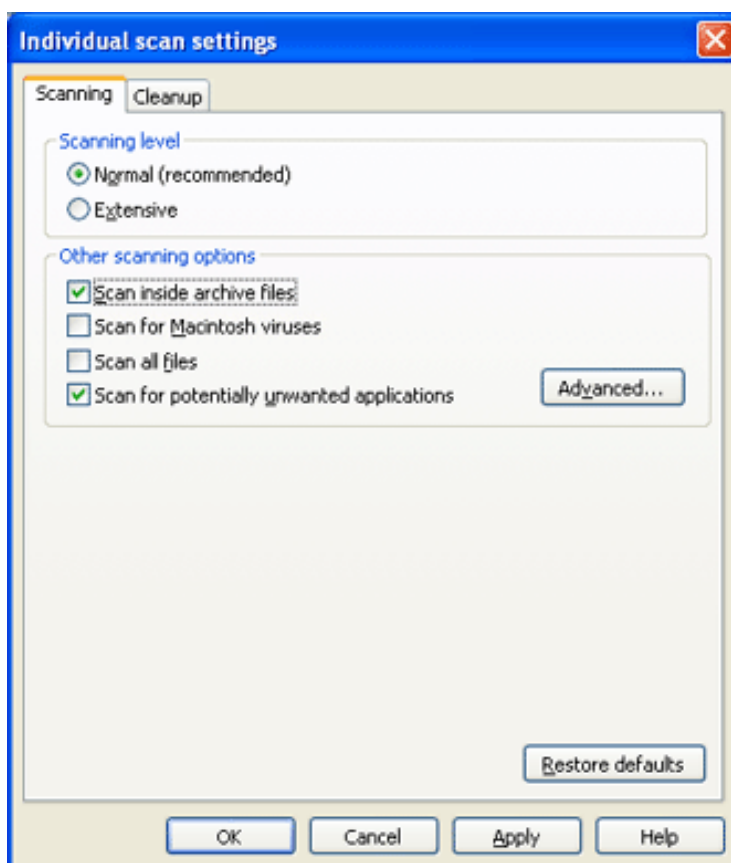 Individual scan settings
Scanning Cleanup
Scanning level
Normal (recommended)
Extensive
Other scanning options
Scan inside archive files
Scan for Macintosh viruses
Scan all files
Scan for potentially unwanted applications
Advanced...
Restore defaults
OK Cancel Apply Help